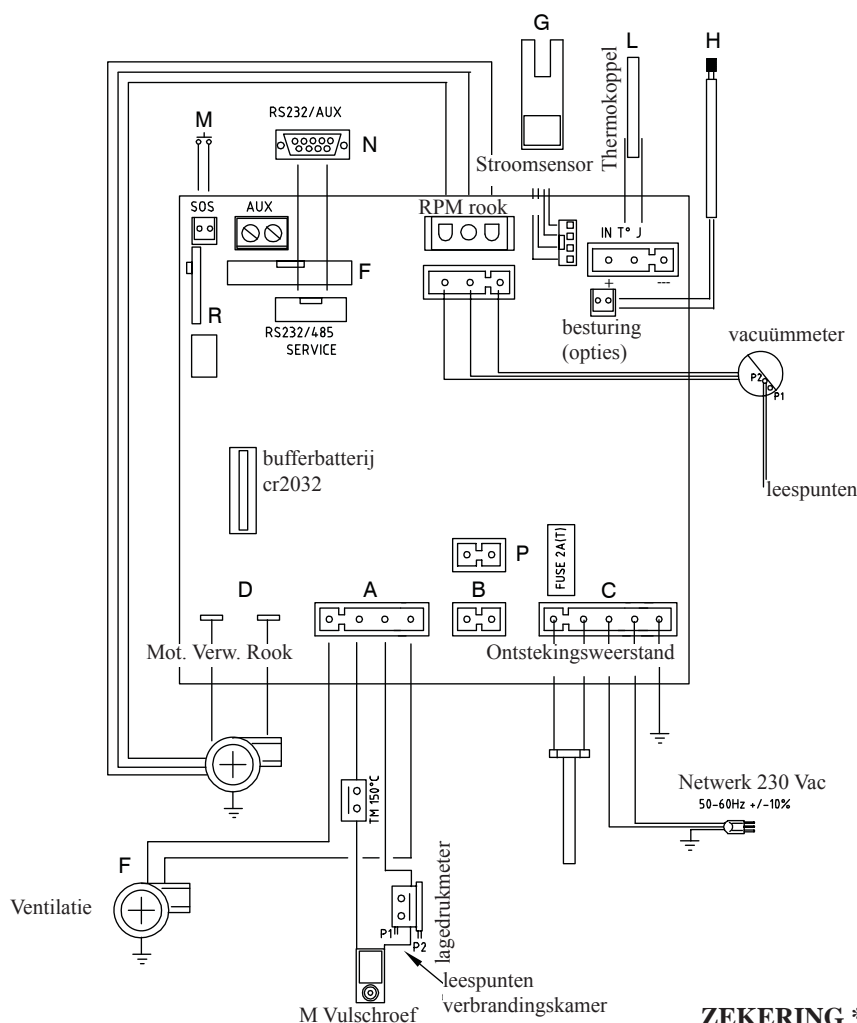 G
L
H
Thermokoppel
RS232/AUX
M
N
Stroomsensor
SOS
AUX
RPM rook
IN T° J
F
+
---
R
RS232/485
SERVICE
besturing
(opties)
vacuümmeter
P2
P1
bufferbatterij
cr2032
leespunten
P
FUSE 2A(T)
D
A
B
C
Mot. Verw. Rook
Ontstekingsweerstand
TM 150°C
Netwerk 230 Vac
50-60Hz +/-10%
F
Ventilatie
lagedrukmeter
P1
P2
leespunten
verbrandingskamer
M Vulschroef
ZEKERING *